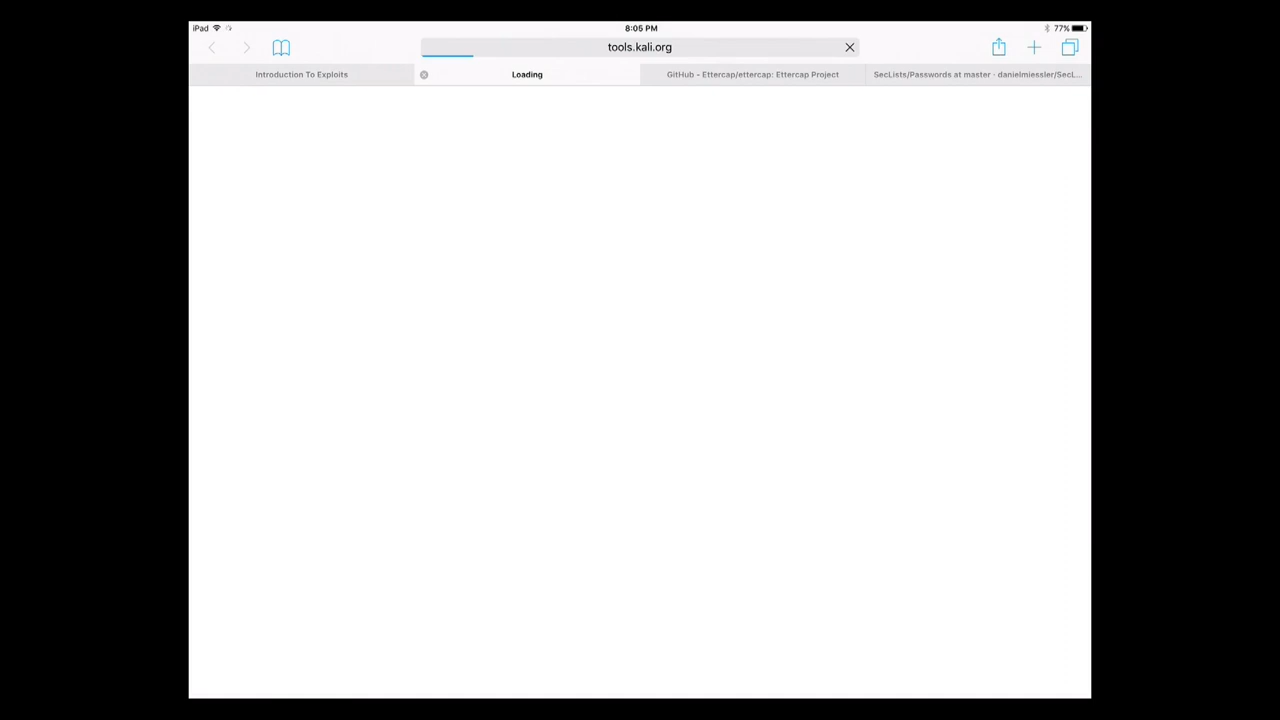 iPad 8:05 PM 77%
tools.kali.org
Introduction To Exploits Loading GitHub - Ettercap/ettercap: Ettercap Project SecLists/Passwords at master · danielmiessler/SecL...